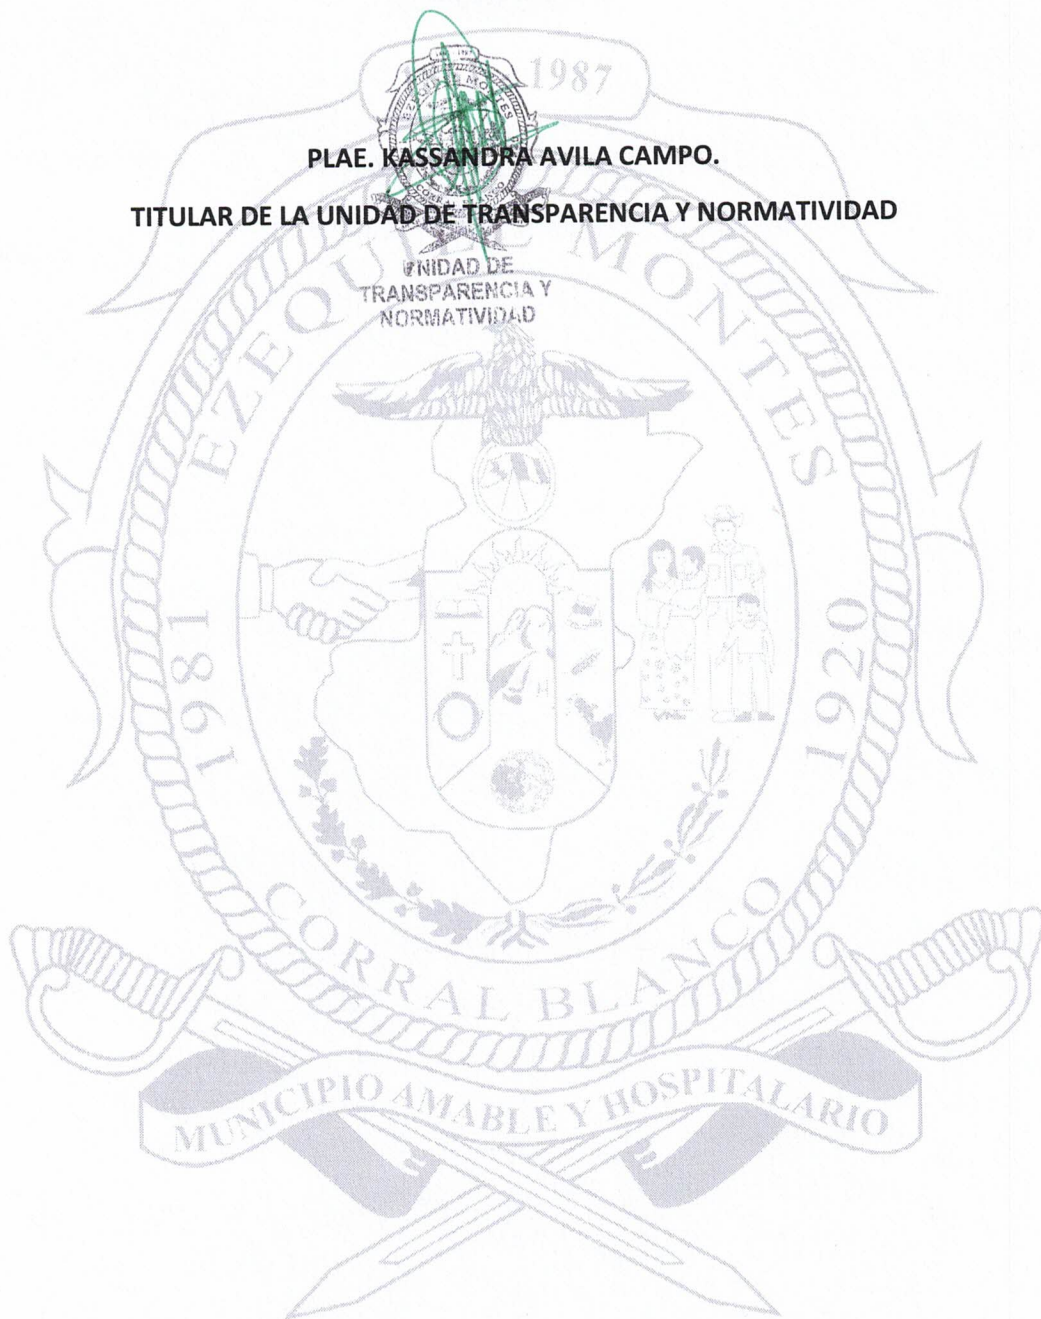 1987
PLAE. KASSANDRA AVILA CAMPO.
TITULAR DE LA UNIDAD DE TRANSPARENCIA Y NORMATIVIDAD
UNIDAD DE
TRANSPARENCIA Y
NORMATIVIDAD
EZEQUIEL MONTES
1861
1920
CORRAL BLANCO
MUNICIPIO AMABLE Y HOSPITALARIO